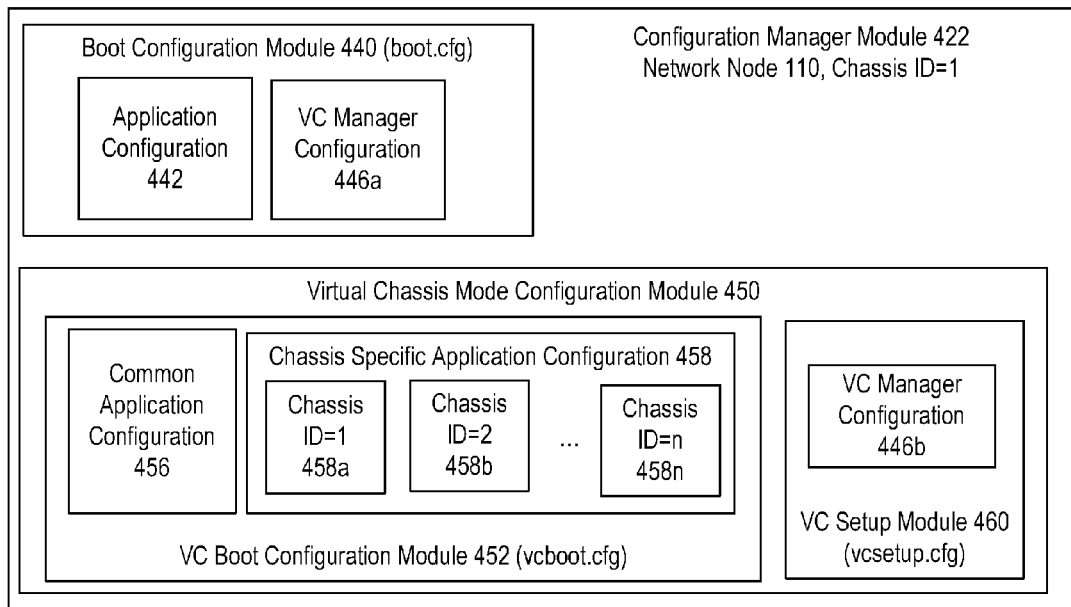 Boot Configuration Module 440 (boot.cfg)
Application
Configuration
442
VC Manager
Configuration
446a
Configuration Manager Module 422
Network Node 110, Chassis ID=1
Virtual Chassis Mode Configuration Module 450
Common
Application
Configuration
456
Chassis Specific Application Configuration 458
Chassis
ID=1
458a
Chassis
ID=2
458b
...
Chassis
ID=n
458n
VC Boot Configuration Module 452 (vcboot.cfg)
VC Manager
Configuration
446b
VC Setup Module 460
(vcsetup.cfg)